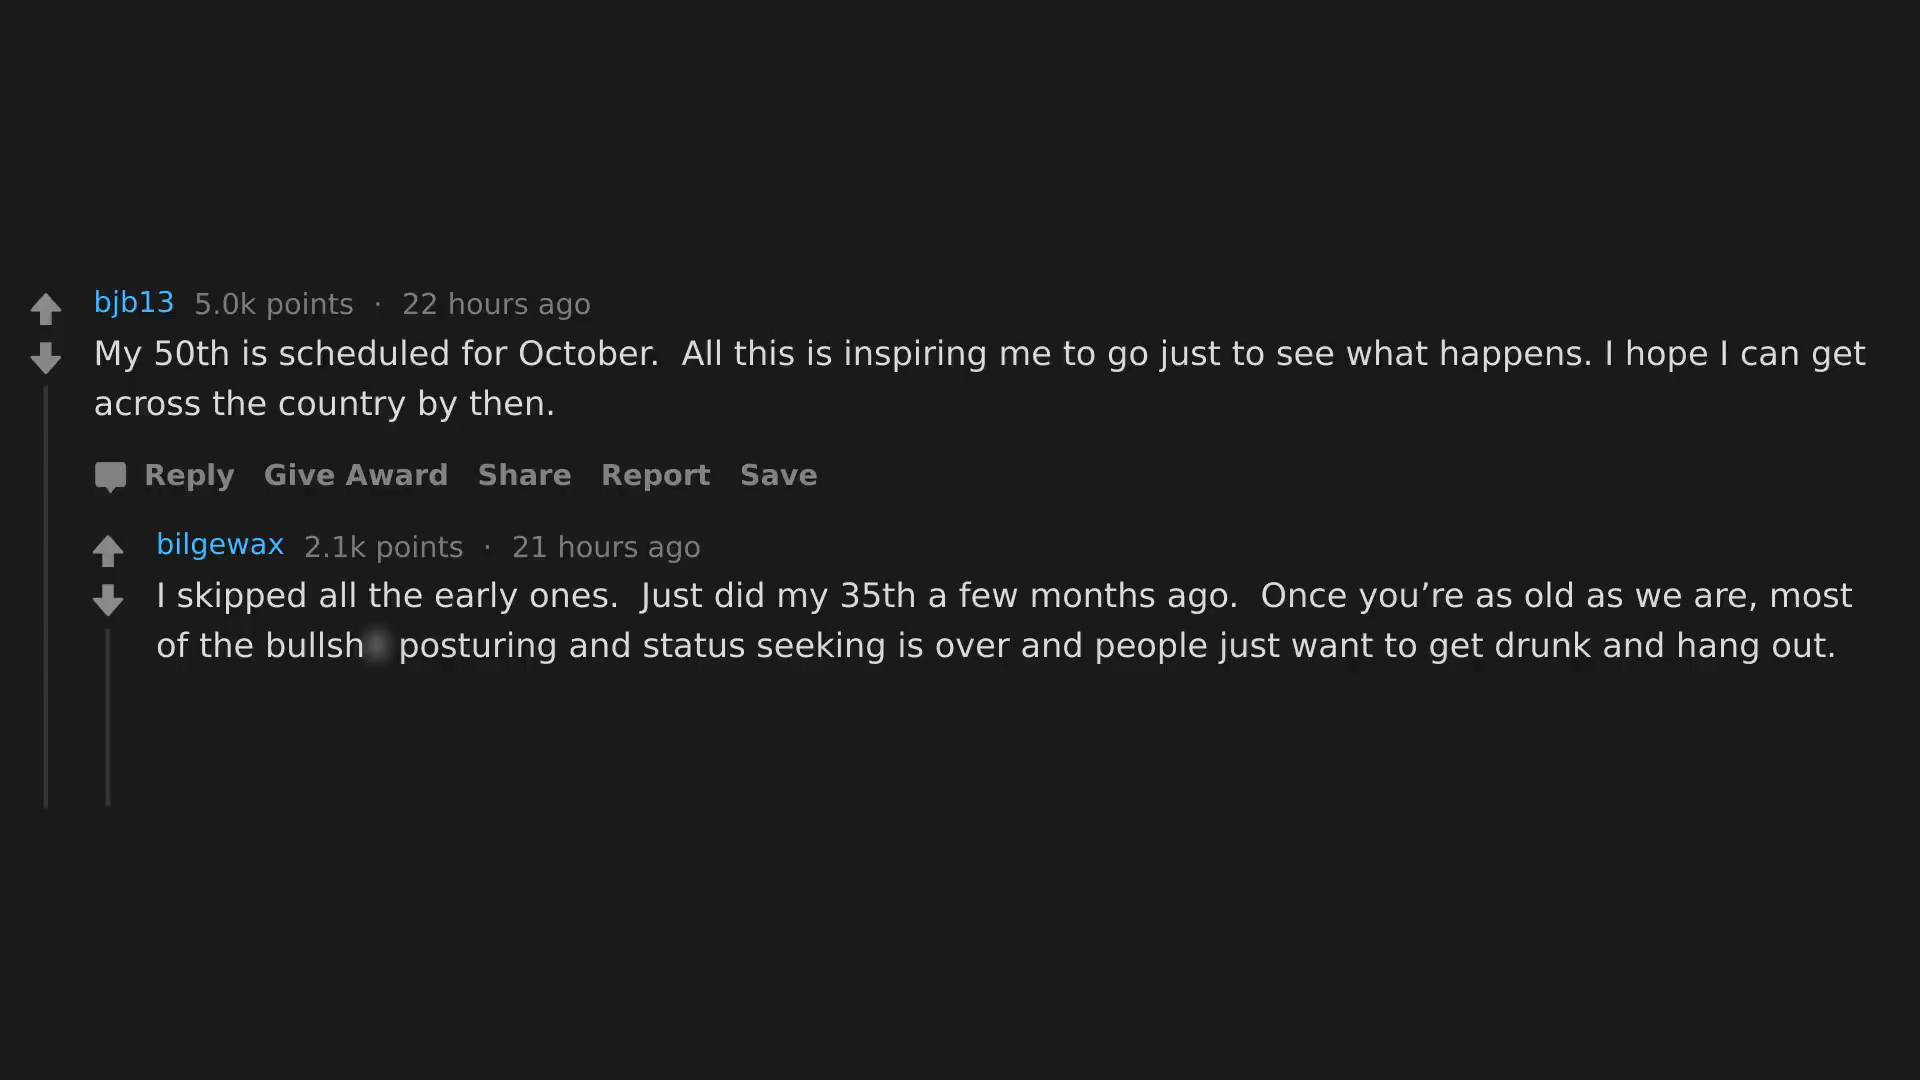 bjb13 5.0k points · 22 hours ago
My 50th is scheduled for October.  All this is inspiring me to go just to see what happens. I hope I can get
across the country by then.
Reply Give Award Share Report Save
bilgewax 2.1k points · 21 hours ago
I skipped all the early ones.  Just did my 35th a few months ago.  Once you’re as old as we are, most
of the bullsh posturing and status seeking is over and people just want to get drunk and hang out.